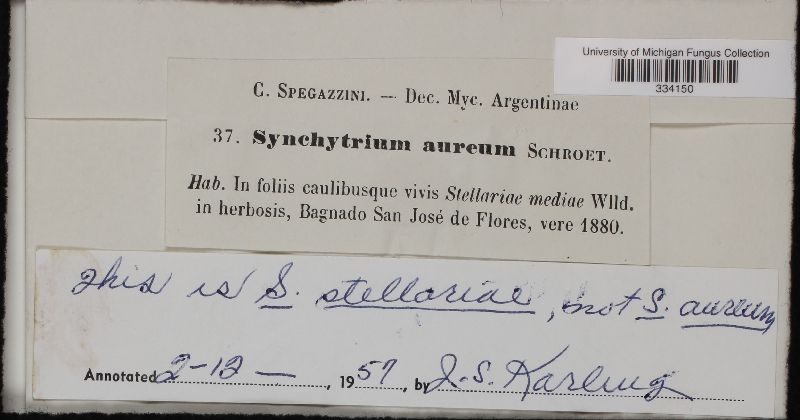 University of Michigan Fungus Collection
334150
C. SPEGAZZINI. — Dec. Myc. Argentinae
37. Synchytrium aureum SCHROET.
Hab. In foliis caulibusque vivis Stellariae mediae Wlld.
in herbosis, Bagnado San José de Flores, vere 1880.
This is S. stellariae, not S. aureum
Annotated 2-12 —, 1957, by J. S. Karling